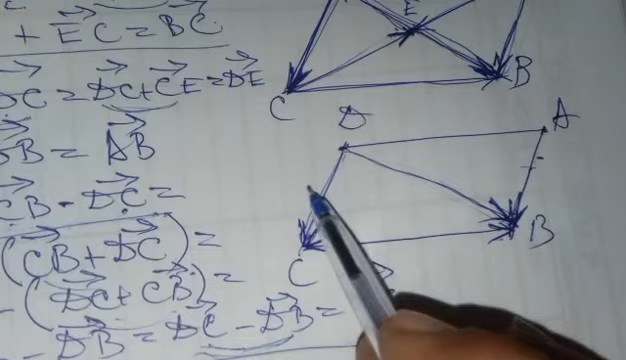 + EC = BC
DC = DC + CE = DE
B = AB
CB - DC =
(CB + DC) =
-(DC + CB) =
- DB = DC - DB =
E
B
C
D
A
B
C